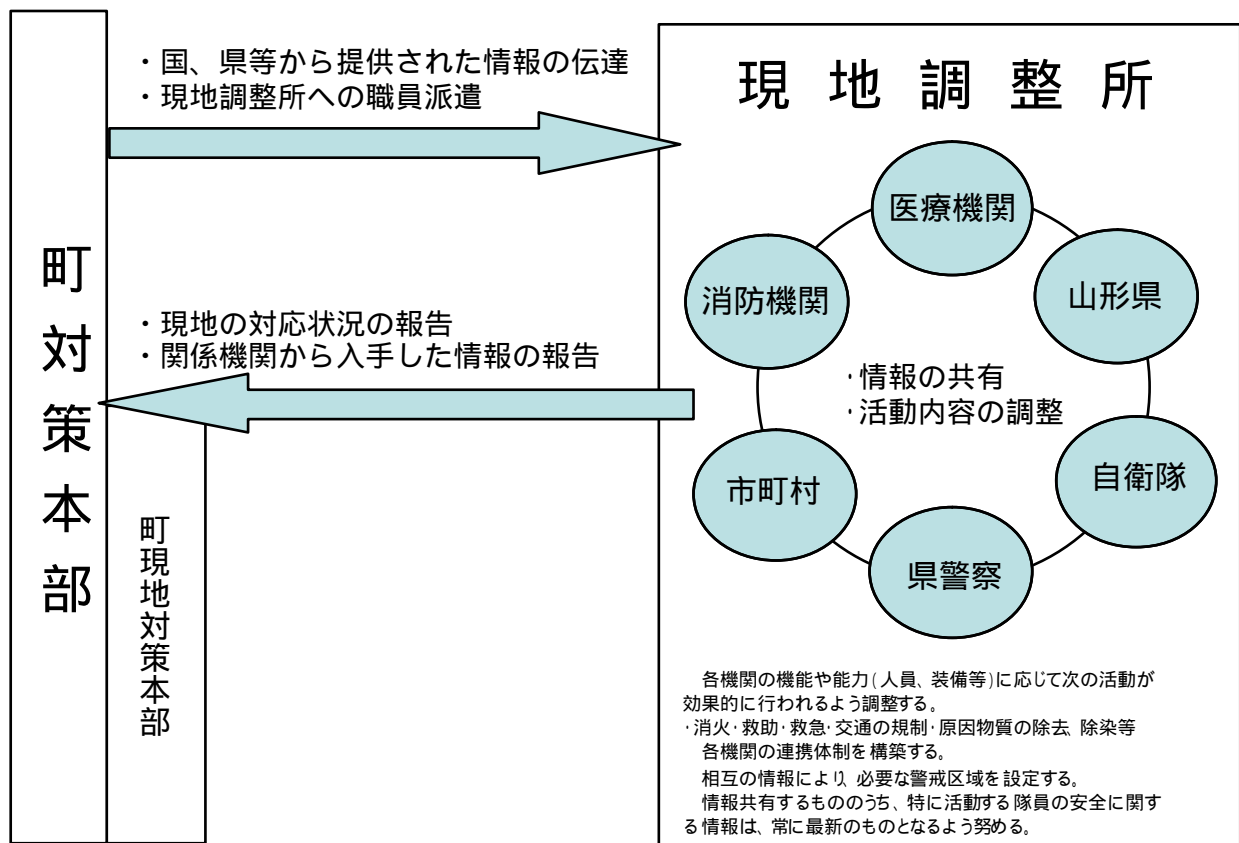 ・国、県等から提供された情報の伝達
・現地調整所への職員派遣
現地調整所
医療機関
消防機関
山形県
町対策本部
・現地の対応状況の報告
・関係機関から入手した情報の報告
・情報の共有
・活動内容の調整
市町村
自衛隊
県警察
町現地対策本部
各機関の機能や能力(人員、装備等)に応じて次の活動が
効果的に行われるよう調整する。
・消火・救助・救急・交通の規制・原因物質の除去、除染等
各機関の連携体制を構築する。
相互の情報により、必要な警戒区域を設定する。
情報共有するもののうち、特に活動する隊員の安全に関す
る情報は、常に最新のものとなるよう努める。